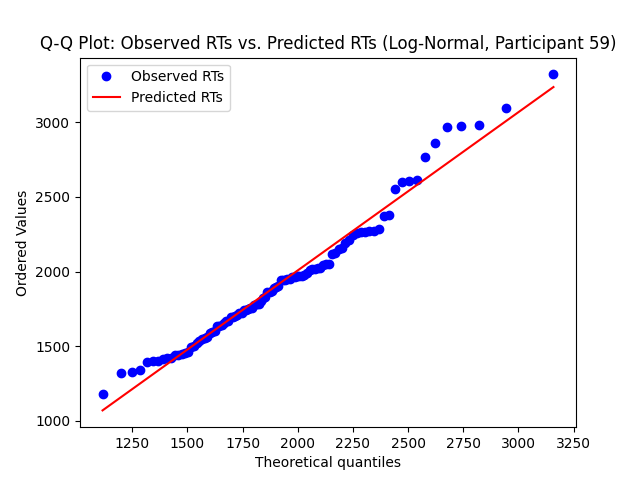 Q-Q Plot: Observed RTs vs. Predicted RTs (Log-Normal, Participant 59)
Observed RTs
Predicted RTs
Ordered Values
3000
2500
2000
1500
1000
1250
1500
1750
2000
2250
2500
2750
3000
3250
Theoretical quantiles